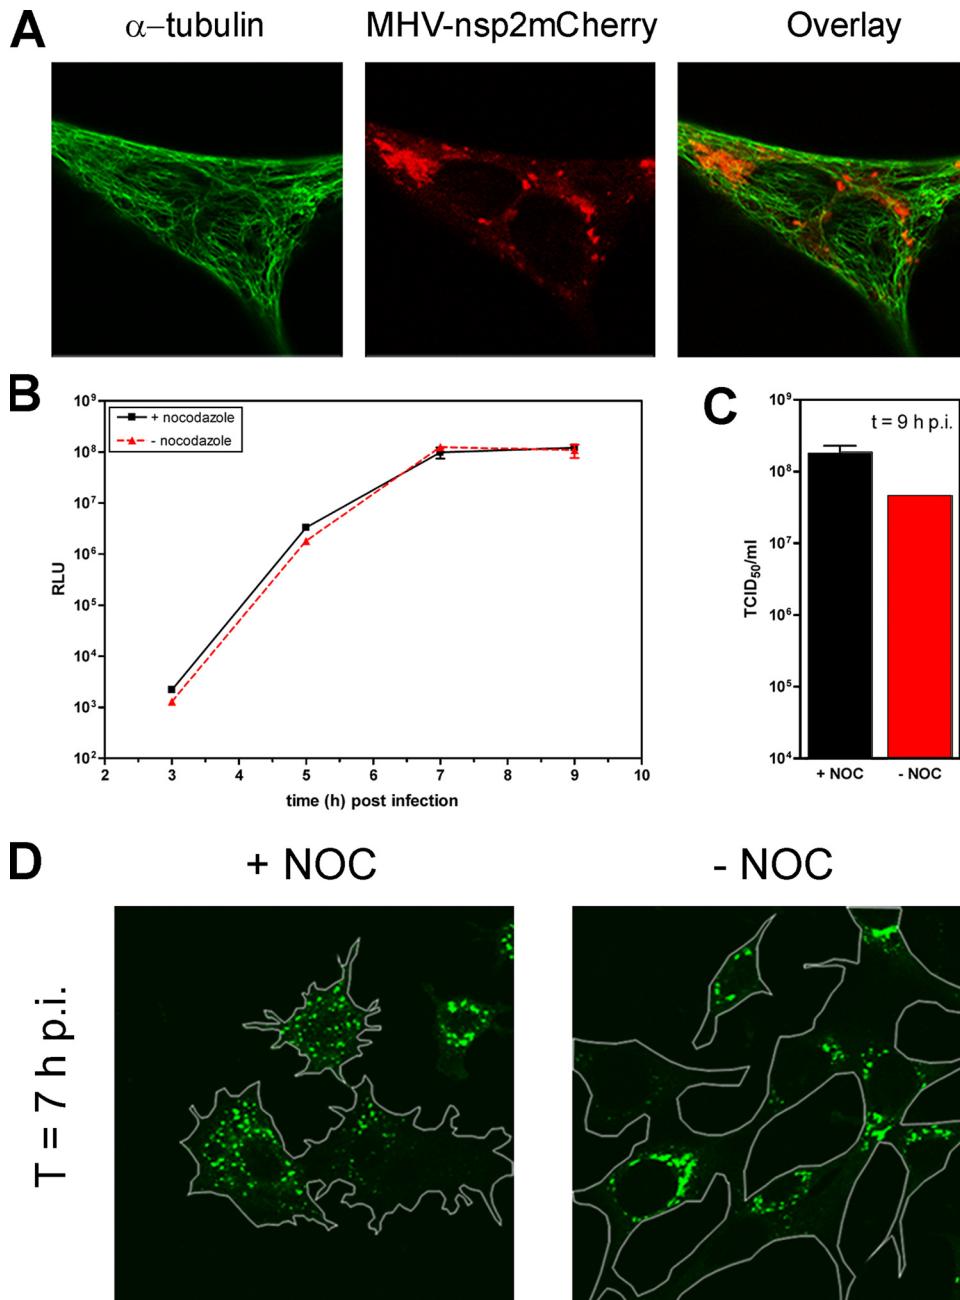 A
α–tubulin
MHV-nsp2mCherry
Overlay
B
10⁹
10⁸
10⁷
10⁶
10⁵
10⁴
10³
10²
RLU
+ nocodazole
- nocodazole
2 3 4 5 6 7 8 9 10
time (h) post infection
C
t = 9 h p.i.
10⁹
10⁸
10⁷
10⁶
10⁵
10⁴
TCID₅₀/ml
+ NOC - NOC
D
+ NOC
- NOC
T = 7 h p.i.